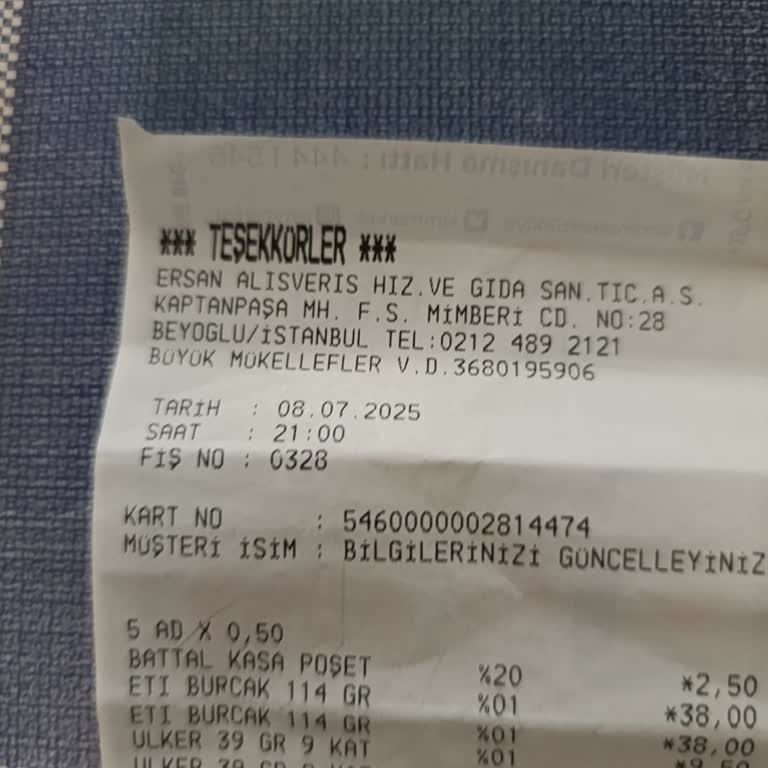 *** TEŞEKKÜRLER ***
ERSAN ALISVERIS HIZ.VE GIDA SAN.TIC.A.S.
KAPTANPAŞA MH. F.S. MİMBERİ CD. NO:28
BEYOGLU/İSTANBUL TEL:0212 489 2121
BÜYÜK MÜKELLEFLER V.D.3680195906
TARİH : 08.07.2025
SAAT : 21:00
FİŞ NO : 0328
KART NO : 5460000002814474
MÜŞTERİ İSİM : BİLGİLERİNİZİ GÜNCELLEYİNİZ
5 AD X 0,50
BATTAL KASA POŞET %20 *2,50
ETI BURCAK 114 GR %01 *38,00
ETI BURCAK 114 GR %01 *38,00
ULKER 39 GR 9 KAT %01 *9,50